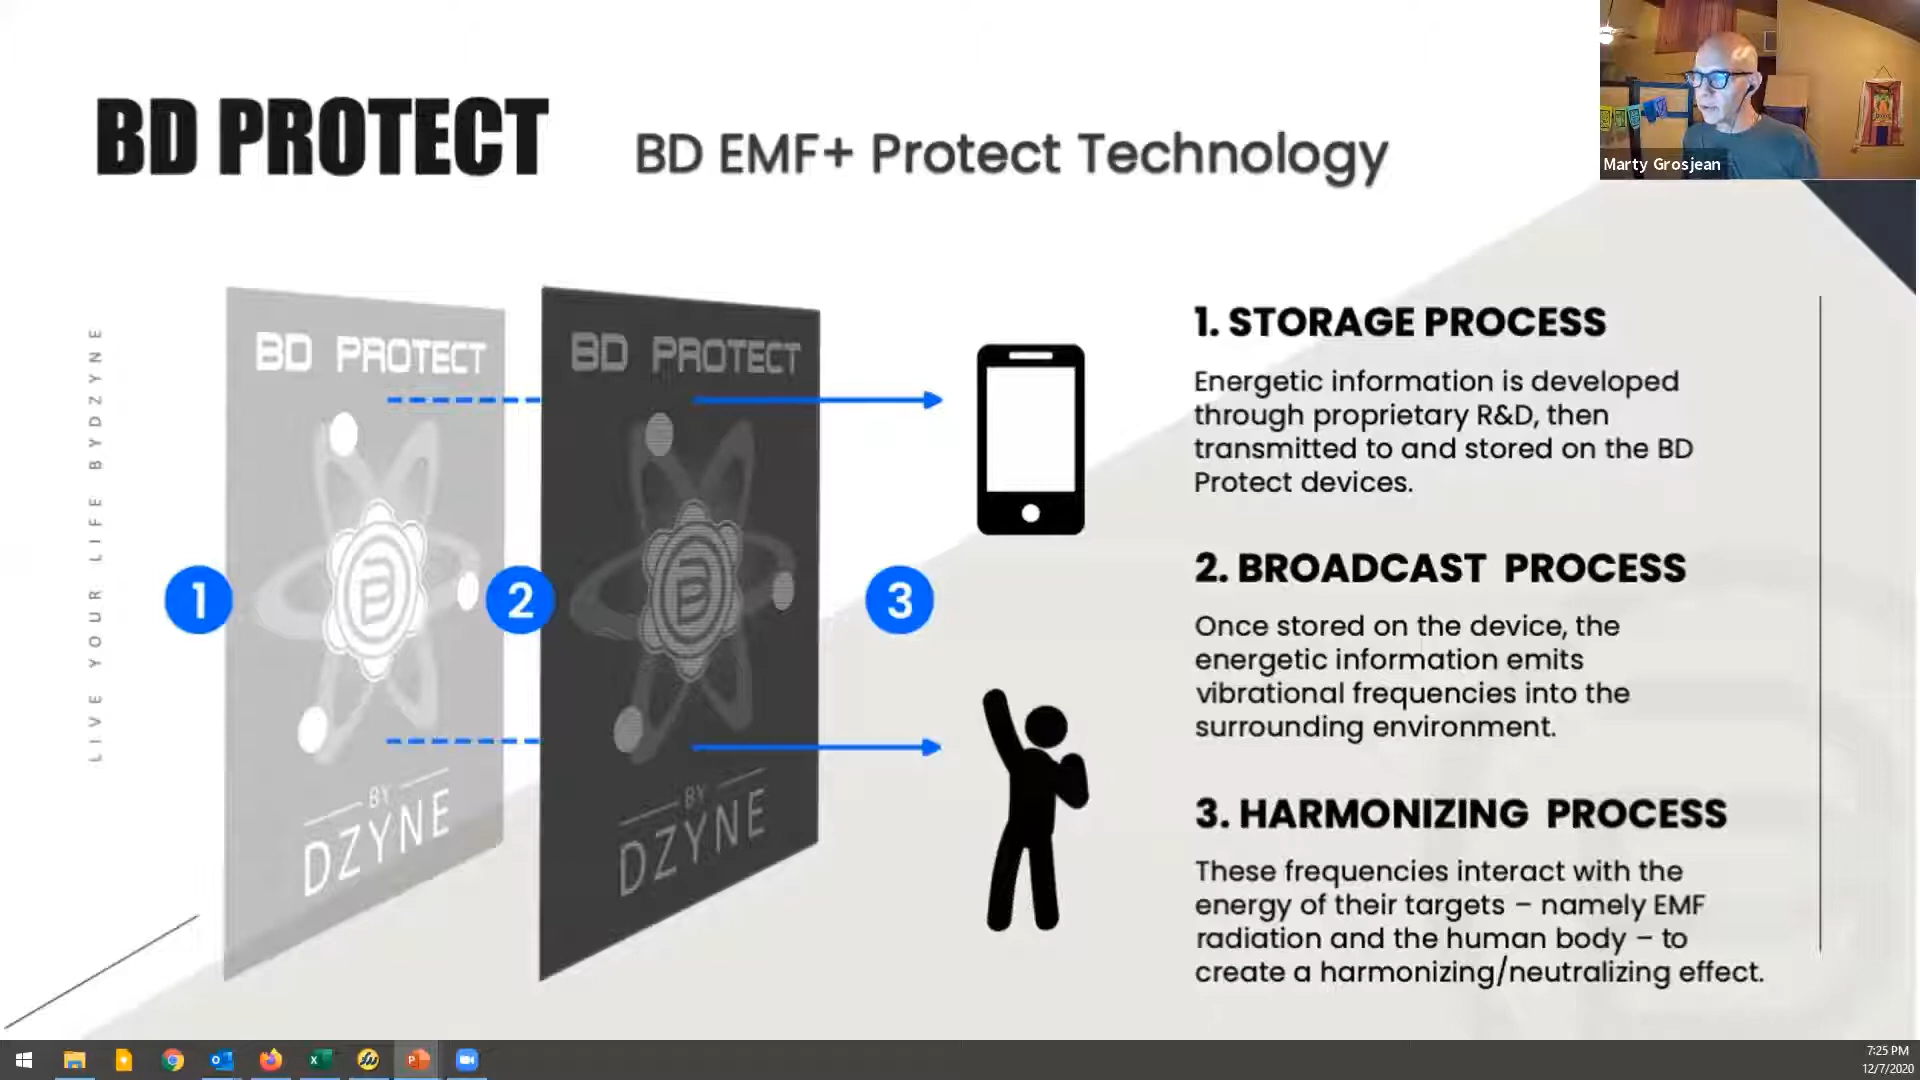 BD PROTECT
BD EMF+ Protect Technology
Marty Grosjean
LIVE YOUR LIFE BYDZYNE
BD PROTECT
B
BY
DZYNE
BD PROTECT
B
BY
DZYNE
1
2
3
1. STORAGE PROCESS
Energetic information is developed
through proprietary R&D, then
transmitted to and stored on the BD
Protect devices.
2. BROADCAST PROCESS
Once stored on the device, the
energetic information emits
vibrational frequencies into the
surrounding environment.
3. HARMONIZING PROCESS
These frequencies interact with the
energy of their targets – namely EMF
radiation and the human body – to
create a harmonizing/neutralizing effect.
7:25 PM
12/7/2020